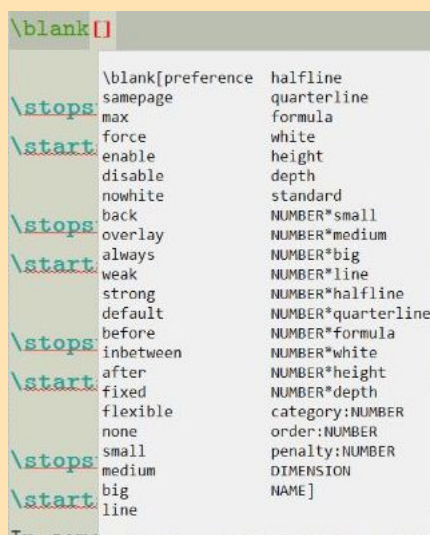 \blank[]
\blank[preference halfline
samepage quarterline
max formula
force white
enable height
disable depth
nowhite standard
back NUMBER*small
overlay NUMBER*medium
always NUMBER*big
weak NUMBER*line
strong NUMBER*halfline
default NUMBER*quarterline
before NUMBER*formula
inbetween NUMBER*white
after NUMBER*height
fixed NUMBER*depth
flexible category:NUMBER
none order:NUMBER
small penalty:NUMBER
medium DIMENSION
big NAME]
line
\stops
\start
\stops
\start
\stops
\start
\stops
\start